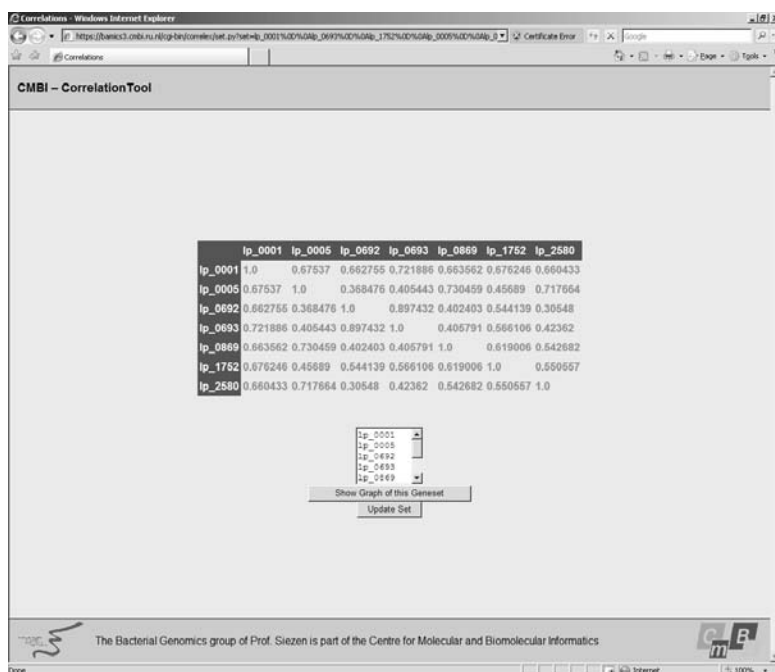 Correlations - Windows Internet Explorer
Certificate Error
Google
Correlations
Page
Tools
CMBI – CorrelationTool
lp_0001 lp_0005 lp_0692 lp_0693 lp_0869 lp_1752 lp_2580
lp_0001 1.0 0.67537 0.662755 0.721886 0.663562 0.676246 0.660433
lp_0005 0.67537 1.0 0.368476 0.405443 0.730459 0.45689 0.717664
lp_0692 0.662755 0.368476 1.0 0.897432 0.402403 0.544139 0.30548
lp_0693 0.721886 0.405443 0.897432 1.0 0.405791 0.566106 0.42362
lp_0869 0.663562 0.730459 0.402403 0.405791 1.0 0.619006 0.542682
lp_1752 0.676246 0.45689 0.544139 0.566106 0.619006 1.0 0.550557
lp_2580 0.660433 0.717664 0.30548 0.42362 0.542682 0.550557 1.0
lp_0001
lp_0005
lp_0692
lp_0693
lp_0869
Show Graph of this Geneset
Update Set
The Bacterial Genomics group of Prof. Siezen is part of the Centre for Molecular and Biomolecular Informatics
CmB
Done
Internet
100%